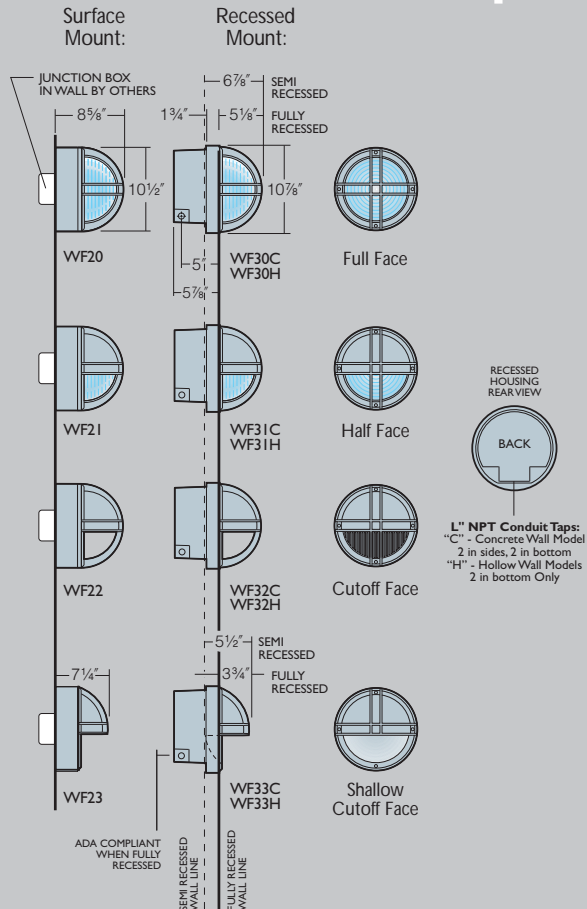 Surface
Mount:
Recessed
Mount:
JUNCTION BOX
IN WALL BY OTHERS
6⅞″
SEMI
RECESSED
8⅝″
1¾″
5⅛″
FULLY
RECESSED
10½″
10⅞″
WF20
5″
5⅞″
WF30C
WF30H
Full Face
WF21
WF31C
WF31H
Half Face
RECESSED
HOUSING
REAR VIEW
BACK
L" NPT Conduit Taps:
"C" - Concrete Wall Model
2 in sides, 2 in bottom
"H" - Hollow Wall Models
2 in bottom Only
WF22
WF32C
WF32H
Cutoff Face
5½″
SEMI
RECESSED
7¼″
3¾″
FULLY
RECESSED
WF23
WF33C
WF33H
Shallow
Cutoff Face
ADA COMPLIANT
WHEN FULLY
RECESSED
SEMI RECESSED
WALL LINE
FULLY RECESSED
WALL LINE